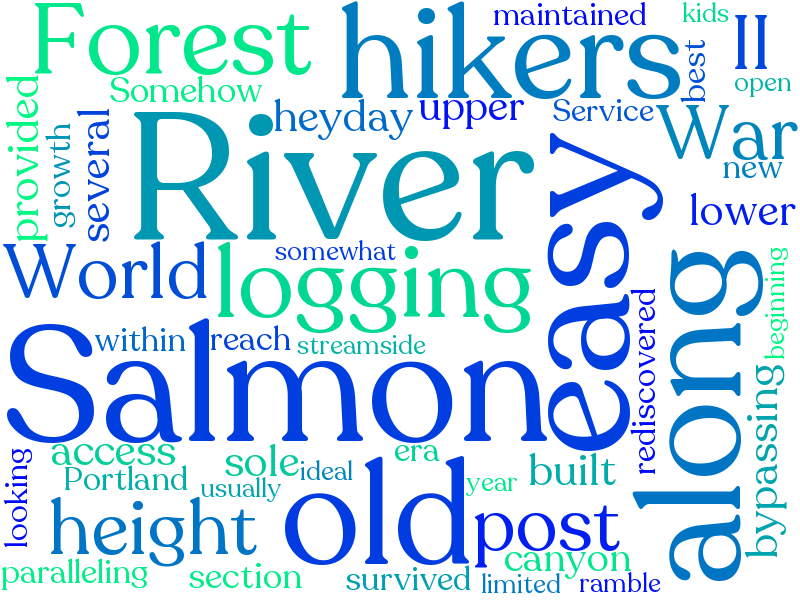 Forest
hikers
maintained
kids
II
open
best
Somehow
provided
growth
several
heyday
upper
Service
War
new
River
easy
lower
World
somewhat
logging
along
beginning
within
reach
streamside
rediscovered
Salmon
bypassing
looking
access
Portland
sole
usually
ideal
era
year
built
height
old
post
canyon
paralleling
section
survived
limited
ramble